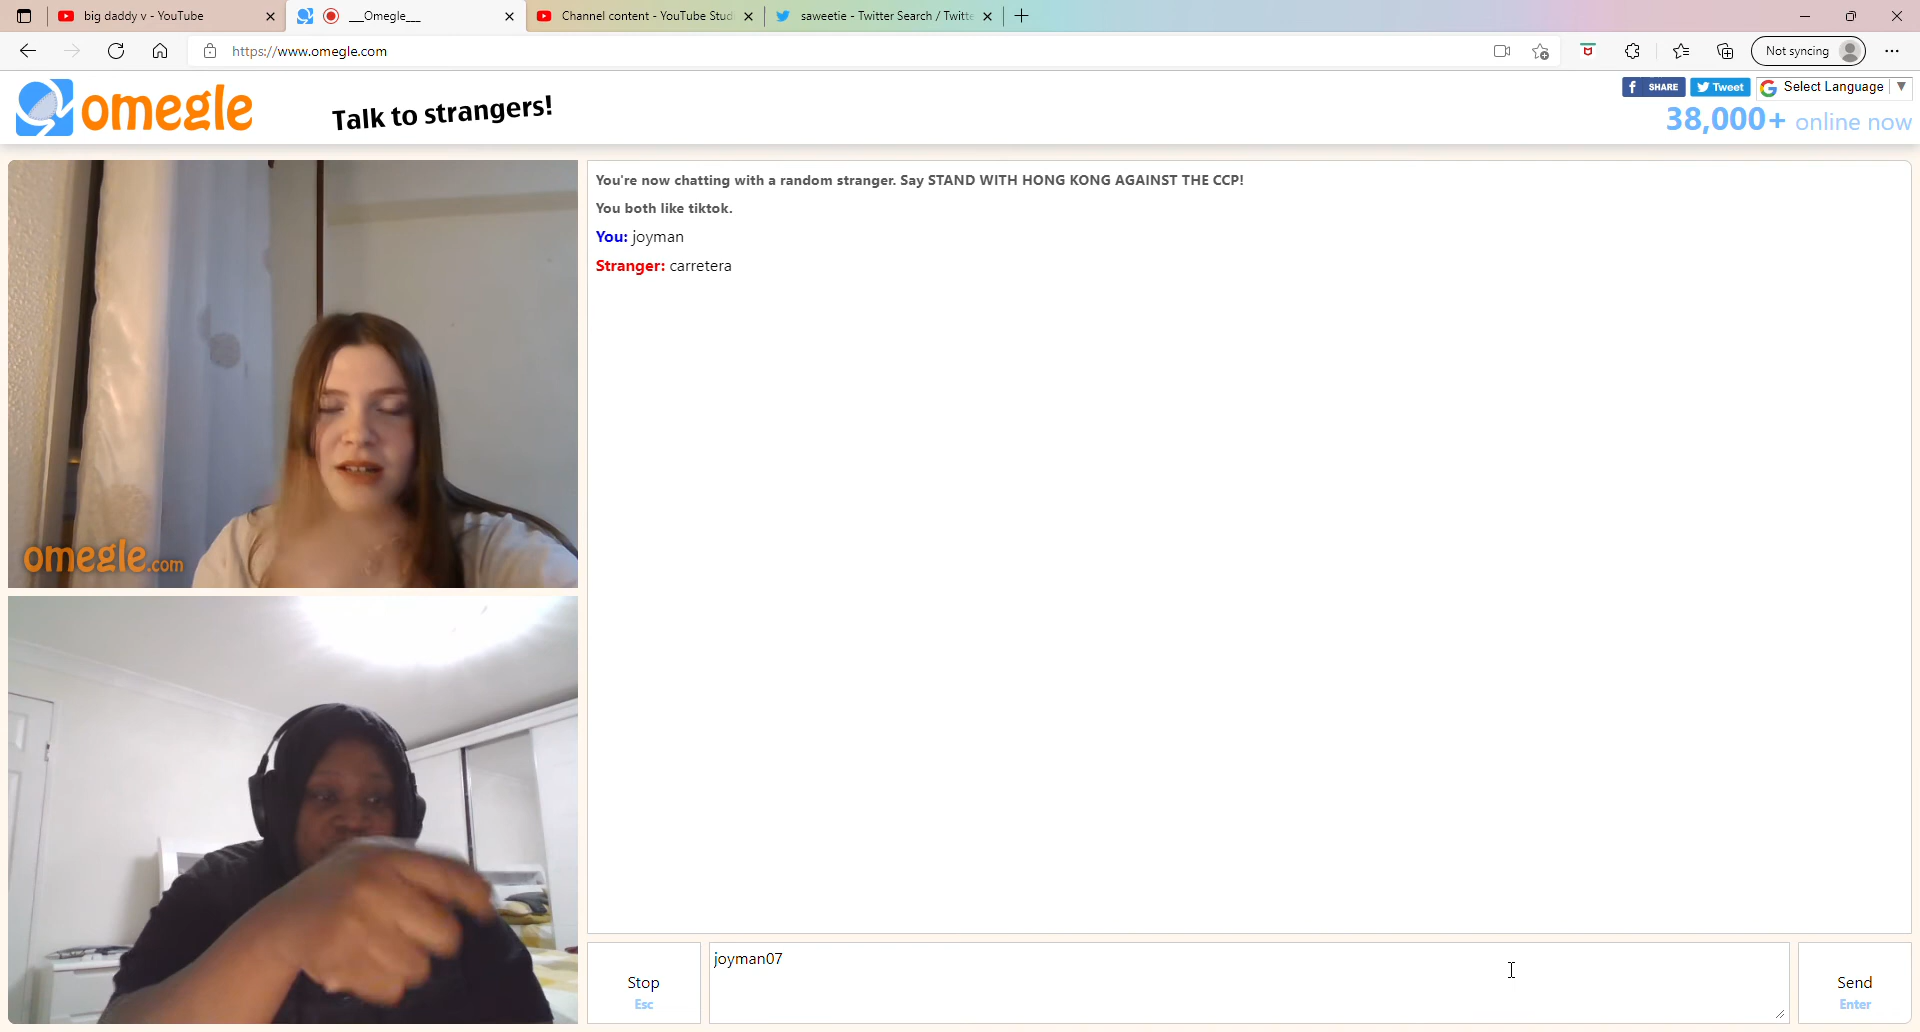 big daddy v - YouTube
___Omegle___
Channel content - YouTube Stud
saweetie - Twitter Search / Twitte
https://www.omegle.com
Not syncing
omegle
Talk to strangers!
SHARE
Tweet
Select Language
38,000+ online now
You're now chatting with a random stranger. Say STAND WITH HONG KONG AGAINST THE CCP!
You both like tiktok.
You: joyman
Stranger: carretera
omegle.com
joyman07
Stop
Esc
Send
Enter